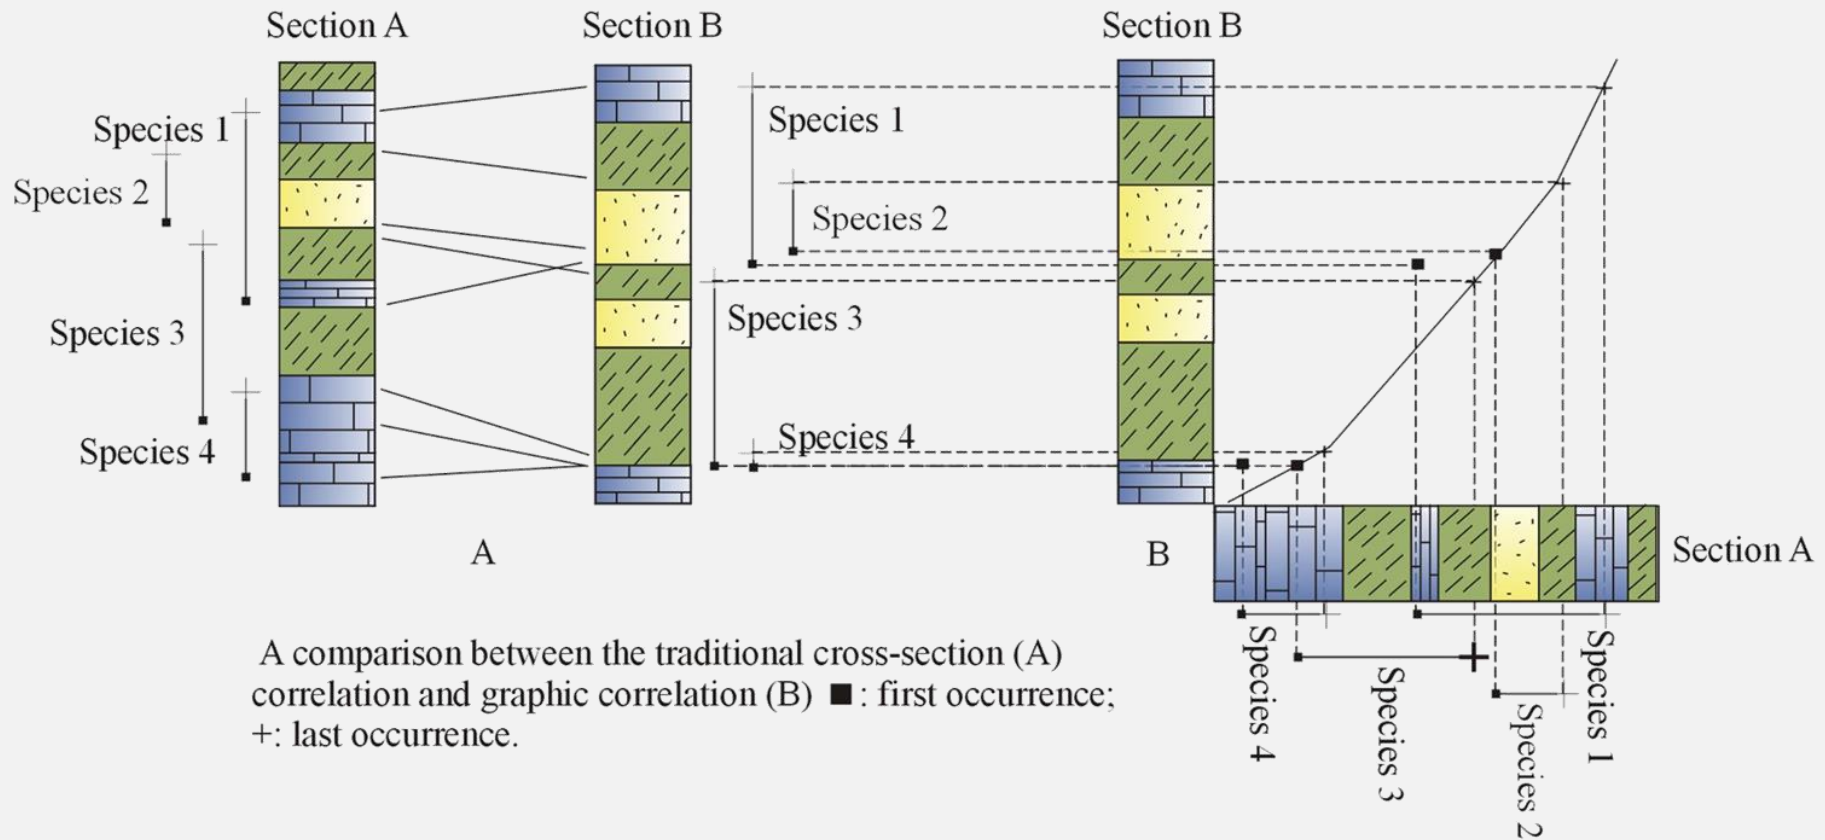 Section A
Section B
Section B
Species 1
Species 2
Species 3
Species 4
Species 1
Species 2
Species 3
Species 4
A
B
Section A
Species 4
Species 3
Species 2
Species 1
A comparison between the traditional cross-section (A)
correlation and graphic correlation (B) ■ : first occurrence;
+: last occurrence.